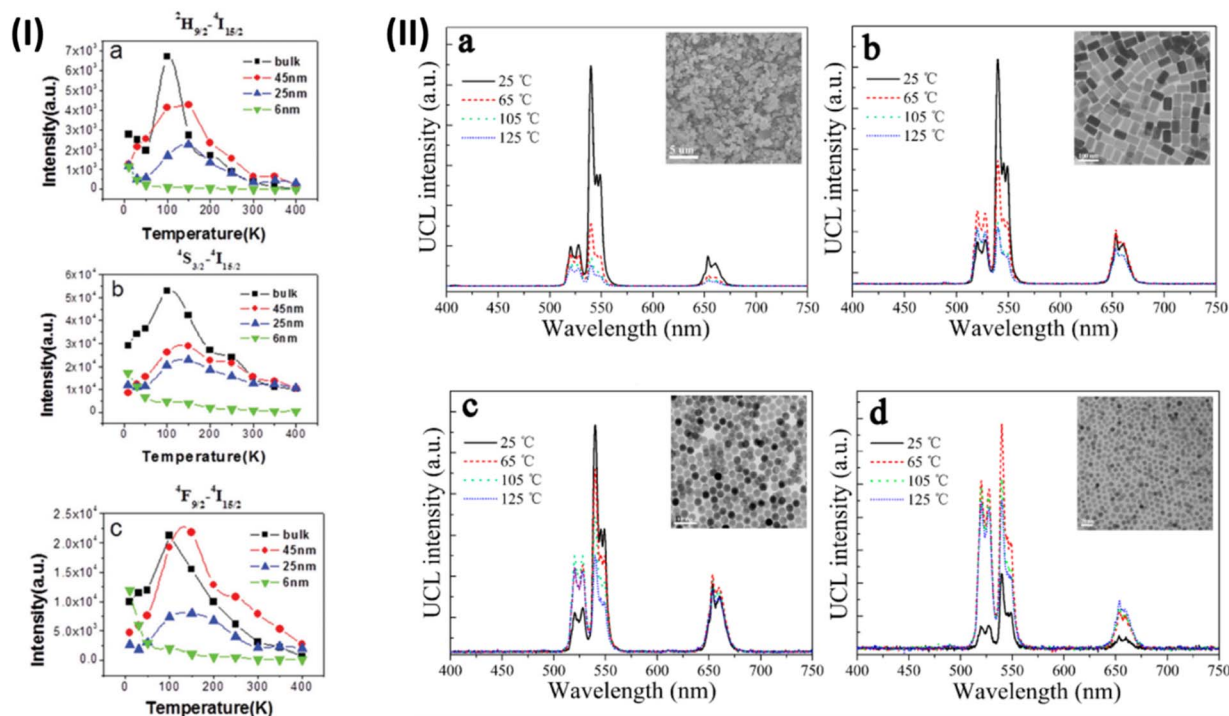 (I)
²H₉/₂-⁴I₁₅/₂
a
bulk
45nm
25nm
6nm
Intensity(a.u.)
7x10³
6x10³
5x10³
4x10³
3x10³
2x10³
1x10³
0
0 100 200 300 400
Temperature(K)
⁴S₃/₂-⁴I₁₅/₂
b
bulk
45nm
25nm
6nm
Intensity(a.u.)
6x10⁴
5x10⁴
4x10⁴
3x10⁴
2x10⁴
1x10⁴
0
0 100 200 300 400
Temperature(K)
⁴F₉/₂-⁴I₁₅/₂
c
bulk
45nm
25nm
6nm
Intensity(a.u.)
2.5x10⁴
2.0x10⁴
1.5x10⁴
1.0x10⁴
5.0x10³
0.0
0 100 200 300 400
Temperature(K)
(II)
a
25 ℃
65 ℃
105 ℃
125 ℃
5 um
UCL intensity (a.u.)
400 450 500 550 600 650 700 750
Wavelength (nm)
b
25 ℃
65 ℃
105 ℃
125 ℃
100 nm
UCL intensity (a.u.)
400 450 500 550 600 650 700 750
Wavelength (nm)
c
25 ℃
65 ℃
105 ℃
125 ℃
UCL intensity (a.u.)
400 450 500 550 600 650 700 750
Wavelength (nm)
d
25 ℃
65 ℃
105 ℃
125 ℃
UCL intensity (a.u.)
400 450 500 550 600 650 700 750
Wavelength (nm)